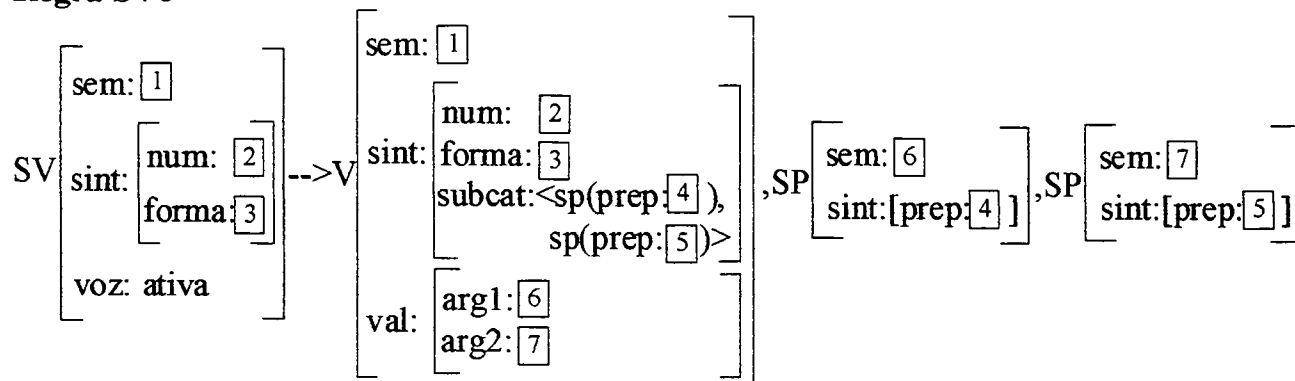 sem: 1
sint: num: 2
forma: 3
voz: ativa
SV
-->V
sem: 1
sint: num: 2
forma: 3
subcat:<sp(prep: 4 ),
sp(prep: 5 )>
val: arg1: 6
arg2: 7
,SP
sem: 6
sint:[prep: 4 ]
,SP
sem: 7
sint:[prep: 5 ]